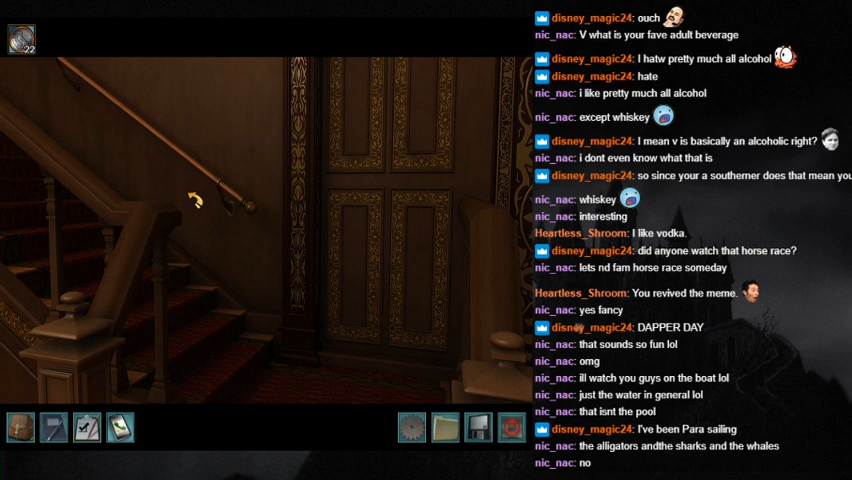 22
disney_magic24: ouch
nic_nac: V what is your fave adult beverage
disney_magic24: I hatw pretty much all alcohol
disney_magic24: hate
nic_nac: i like pretty much all alcohol
nic_nac: except whiskey
disney_magic24: I mean v is basically an alcoholic right?
nic_nac: i dont even know what that is
disney_magic24: so since your a southerner does that mean you
nic_nac: whiskey
nic_nac: interesting
Heartless_Shroom: I like vodka.
disney_magic24: did anyone watch that horse race?
nic_nac: lets nd fam horse race someday
Heartless_Shroom: You revived the meme.
nic_nac: yes fancy
disney_magic24: DAPPER DAY
nic_nac: that sounds so fun lol
nic_nac: omg
nic_nac: ill watch you guys on the boat lol
nic_nac: just the water in general lol
nic_nac: that isnt the pool
disney_magic24: I've been Para sailing
nic_nac: the alligators andthe sharks and the whales
nic_nac: no